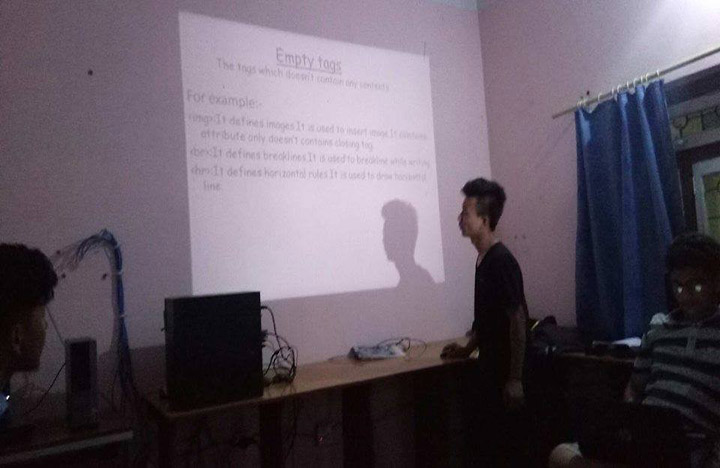 Empty tags
The tags which doesn't contain any contents
For example:-
<img>:It defines images.It is used to insert image.It contains
attribute only doesn't contains closing tag.
<br>:It defines breaklines.It is used to breakline while writing
<hr>:It defines horizontal rules.It is used to draw horizontal
line.